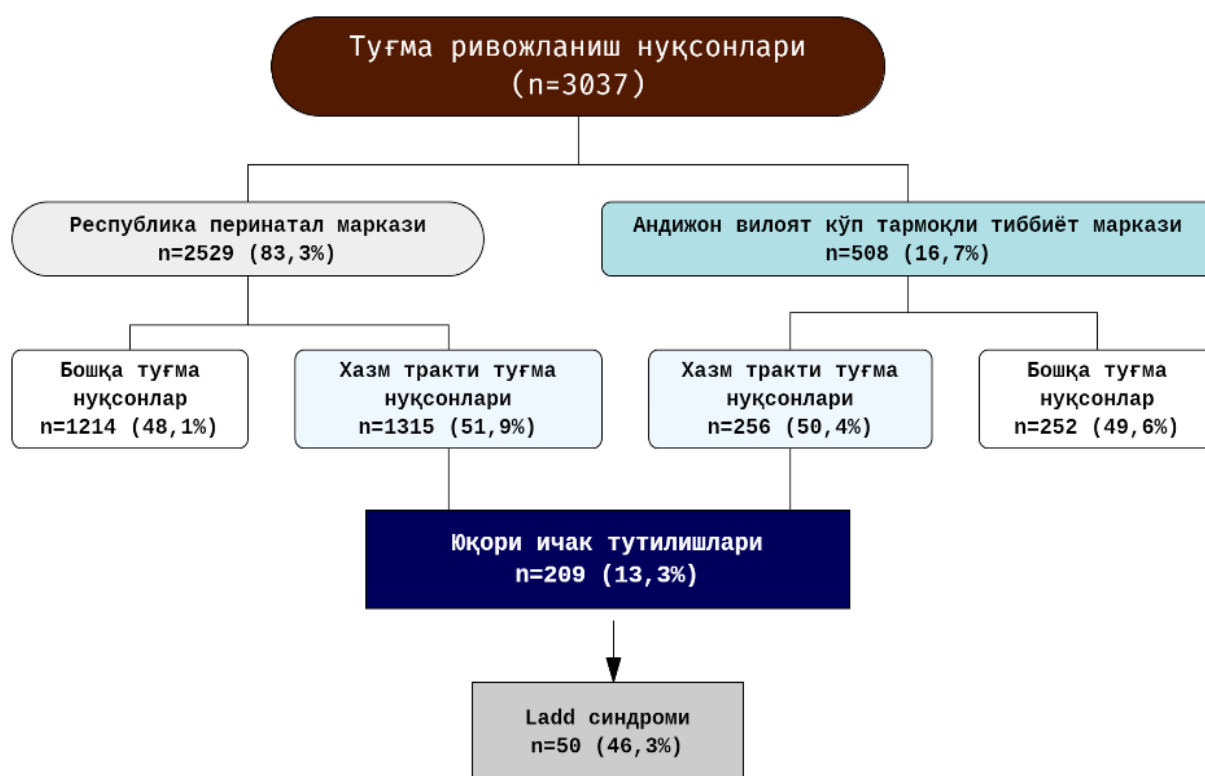 Туғма ривожланиш нуқсонлари
(n=3037)
Республика перинатал маркази
n=2529 (83,3%)
Андижон вилоят кўп тармоқли тиббиёт маркази
n=508 (16,7%)
Бошқа туғма
нуқсонлар
n=1214 (48,1%)
Хазм тракти туғма
нуқсонлари
n=1315 (51,9%)
Хазм тракти туғма
нуқсонлари
n=256 (50,4%)
Бошқа туғма
нуқсонлар
n=252 (49,6%)
Юқори ичак тутилишлари
n=209 (13,3%)
Ladd синдроми
n=50 (46,3%)